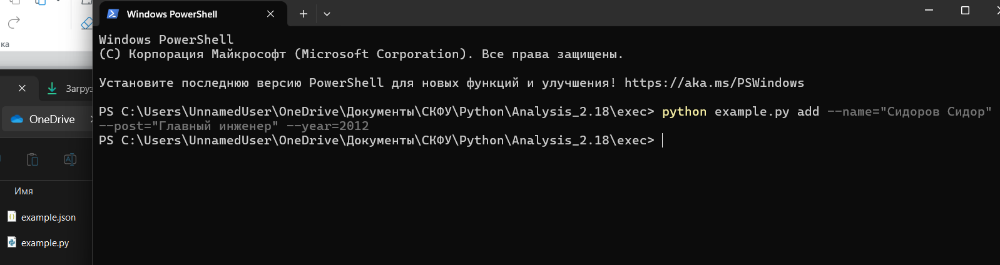 Windows PowerShell
Windows PowerShell
(C) Корпорация Майкрософт (Microsoft Corporation). Все права защищены.
Установите последнюю версию PowerShell для новых функций и улучшения! https://aka.ms/PSWindows
PS C:\Users\UnnamedUser\OneDrive\Документы\СКФУ\Python\Analysis_2.18\exec> python example.py add --name="Сидоров Сидор"
--post="Главный инженер" --year=2012
PS C:\Users\UnnamedUser\OneDrive\Документы\СКФУ\Python\Analysis_2.18\exec>
ка
Загруз
OneDrive
Имя
example.json
example.py